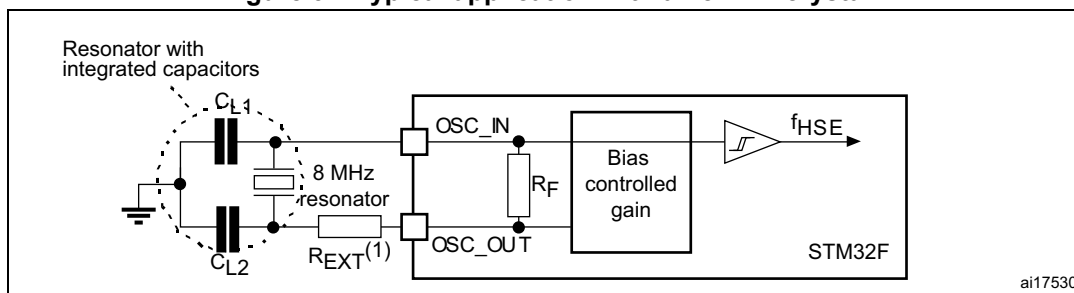 Resonator with
integrated capacitors
CL1
OSC_IN
fHSE
8 MHz
resonator
RF
Bias
controlled
gain
REXT(1)
OSC_OUT
STM32F
CL2
ai17530